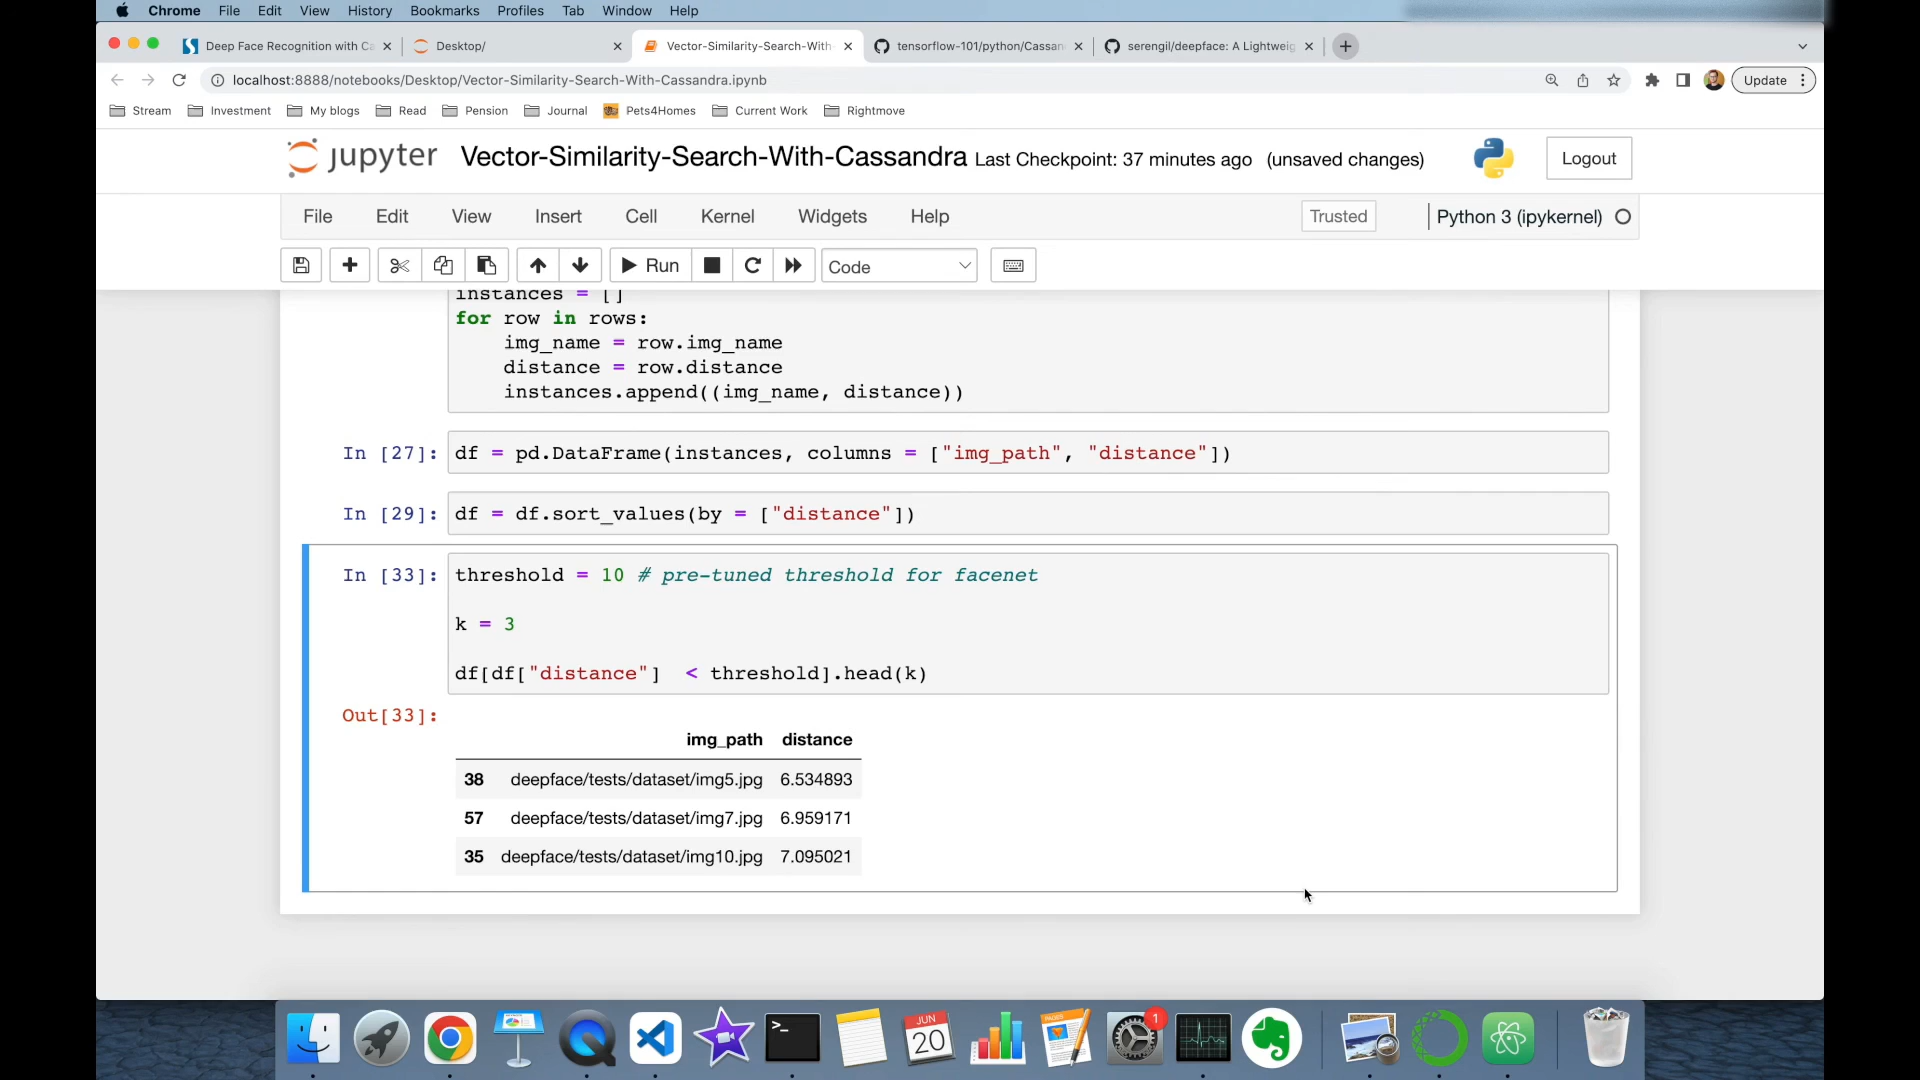 Chrome File Edit View History Bookmarks Profiles Tab Window Help
Deep Face Recognition with Ca
Desktop/
Vector-Similarity-Search-With-
tensorflow-101/python/Cassan
serengil/deepface: A Lightweig
localhost:8888/notebooks/Desktop/Vector-Similarity-Search-With-Cassandra.ipynb
Update
Stream Investment My blogs Read Pension Journal Pets4Homes Current Work Rightmove
jupyter Vector-Similarity-Search-With-Cassandra Last Checkpoint: 37 minutes ago (unsaved changes)
Logout
File Edit View Insert Cell Kernel Widgets Help
Trusted
Python 3 (ipykernel)
Run
Code
instances = []
for row in rows:
    img_name = row.img_name
    distance = row.distance
    instances.append((img_name, distance))
In [27]: df = pd.DataFrame(instances, columns = ["img_path", "distance"])
In [29]: df = df.sort_values(by = ["distance"])
In [33]: threshold = 10 # pre-tuned threshold for facenet
k = 3
df[df["distance"]  < threshold].head(k)
Out[33]:
img_path distance
38 deepface/tests/dataset/img5.jpg 6.534893
57 deepface/tests/dataset/img7.jpg 6.959171
35 deepface/tests/dataset/img10.jpg 7.095021
>_
JUN
20
PAGES
1